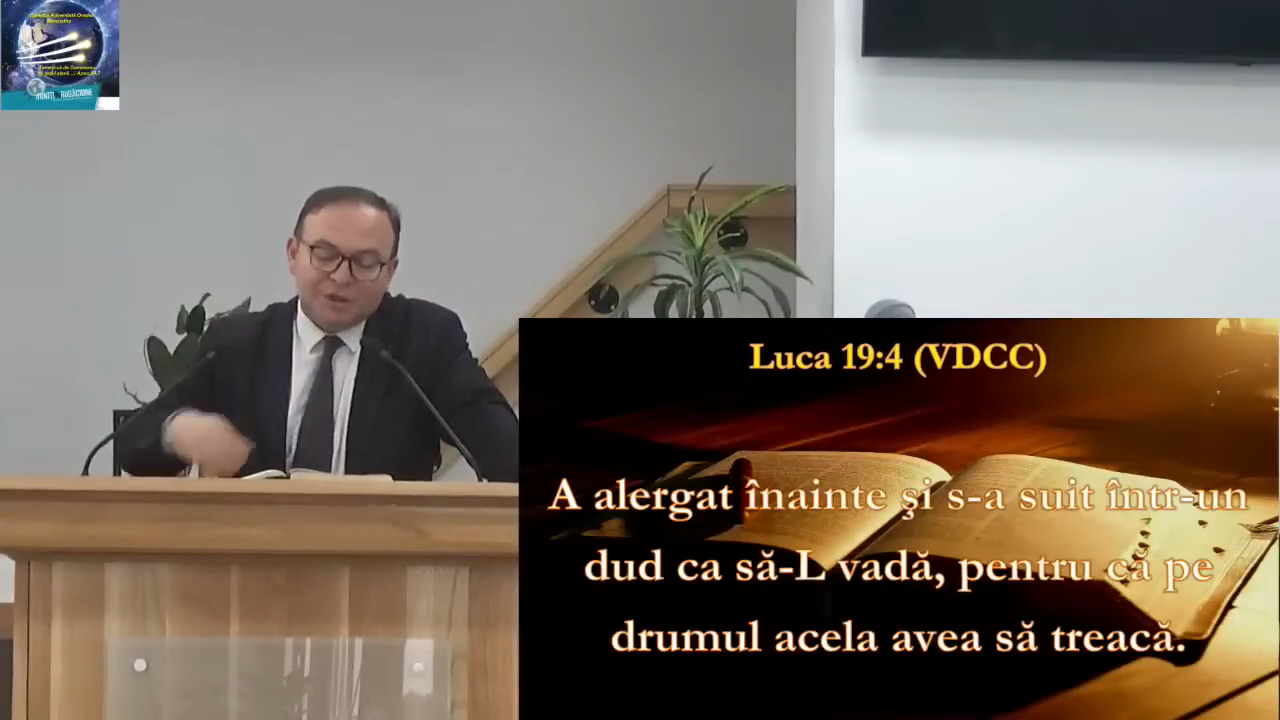 Luca 19:4 (VDCC)
A alergat înainte şi s-a suit într-un
dud ca să-L vadă, pentru că pe
drumul acela avea să treacă.